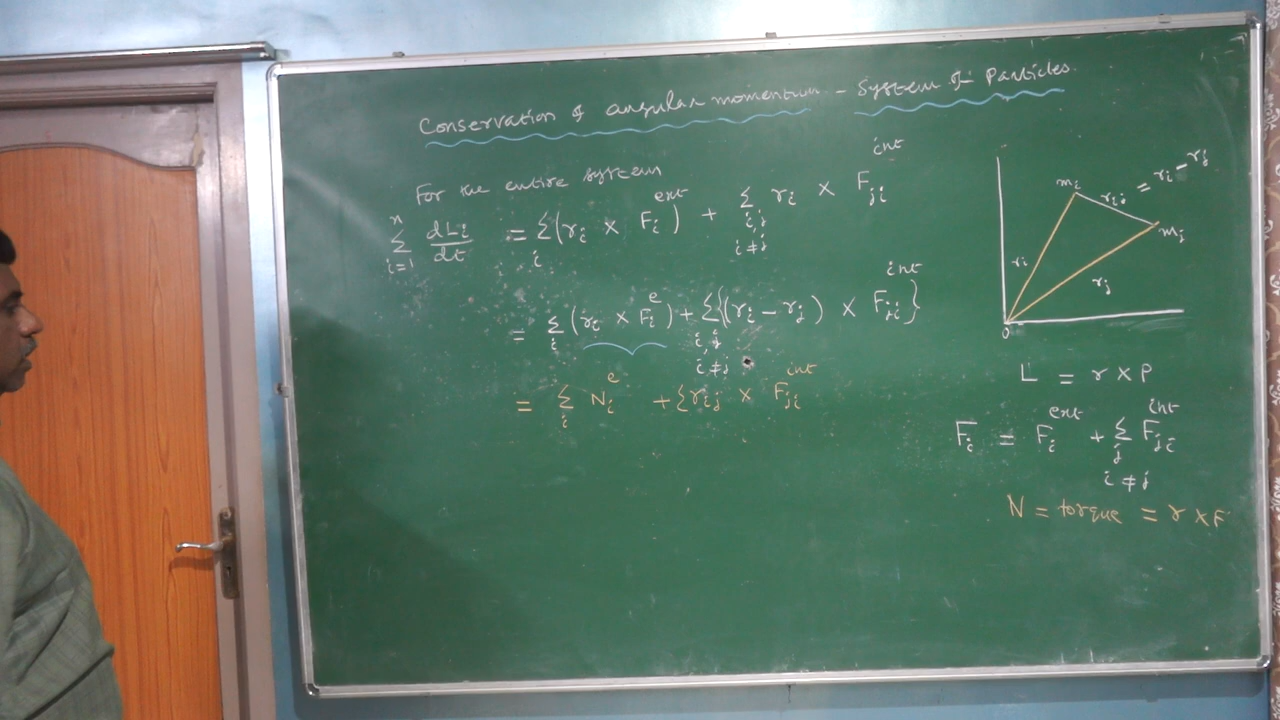 Conservation of angular momentum - System of Particles.
For the entire system
n∑i=1 dLi/dt = ∑i (ri × Fi^ext) + ∑i,j i≠j ri × Fji^int
= ∑i (ri × Fi^e) + ∑i,j i≠j {(ri − rj) × Fji^int}
= ∑i Ni^e + {rij × Fji^int
mi
rij = ri − rj
mj
ri
rj
O
L = r × P
Fi = Fi^ext + ∑j i≠j Fji^int
N = torque = r × F